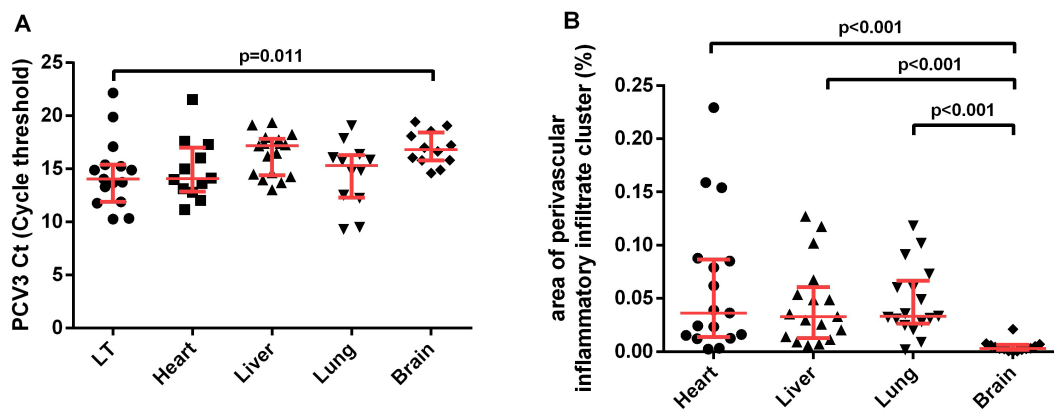 A
p=0.011
PCV3 Ct (Cycle threshold)
25
20
15
10
5
0
LT
Heart
Liver
Lung
Brain
B
p<0.001
p<0.001
p<0.001
area of perivascular
inflammatory infiltrate cluster (%)
0.25
0.20
0.15
0.10
0.05
0.00
Heart
Liver
Lung
Brain